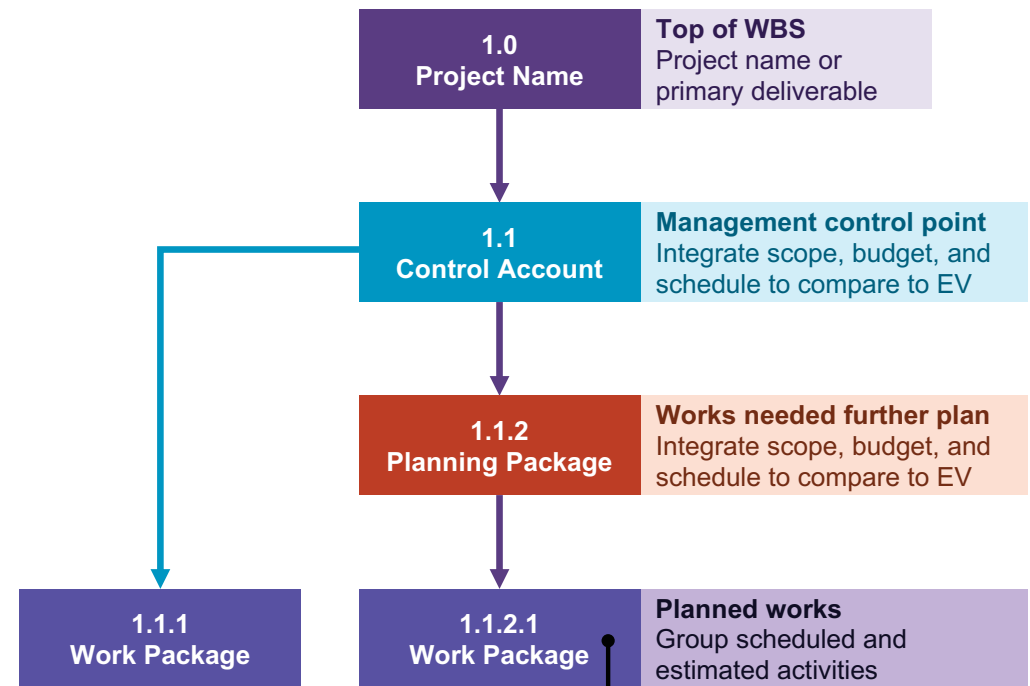 1.0
Project Name
Top of WBS
Project name or
primary deliverable
1.1
Control Account
Management control point
Integrate scope, budget, and
schedule to compare to EV
1.1.2
Planning Package
Works needed further plan
Integrate scope, budget, and
schedule to compare to EV
1.1.1
Work Package
1.1.2.1
Work Package
Planned works
Group scheduled and
estimated activities